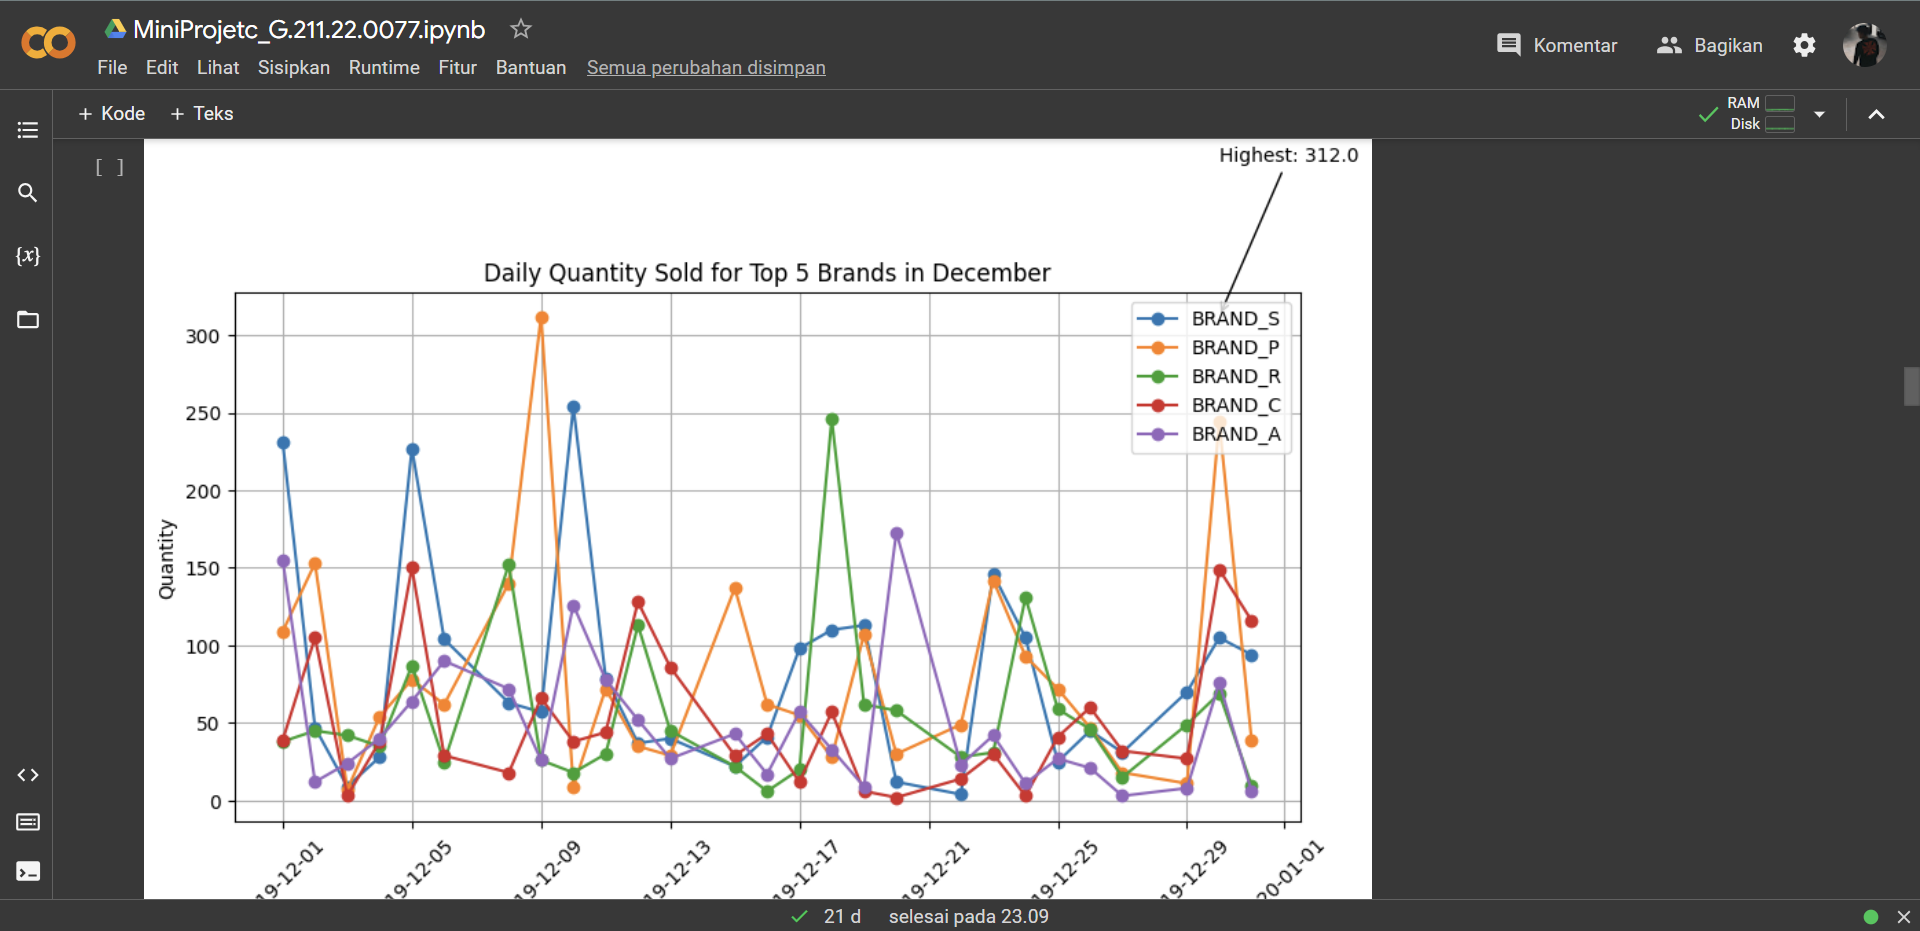 MiniProjetc_G.211.22.0077.ipynb
File Edit Lihat Sisipkan Runtime Fitur Bantuan Semua perubahan disimpan
Komentar Bagikan
+ Kode + Teks
RAM
Disk
[ ]
{x}
Highest: 312.0
Daily Quantity Sold for Top 5 Brands in December
BRAND_S
BRAND_P
BRAND_R
BRAND_C
BRAND_A
Quantity
300
250
200
150
100
50
0
19-12-01
19-12-05
19-12-09
19-12-13
19-12-17
19-12-21
19-12-25
19-12-29
20-01-01
21 d selesai pada 23.09